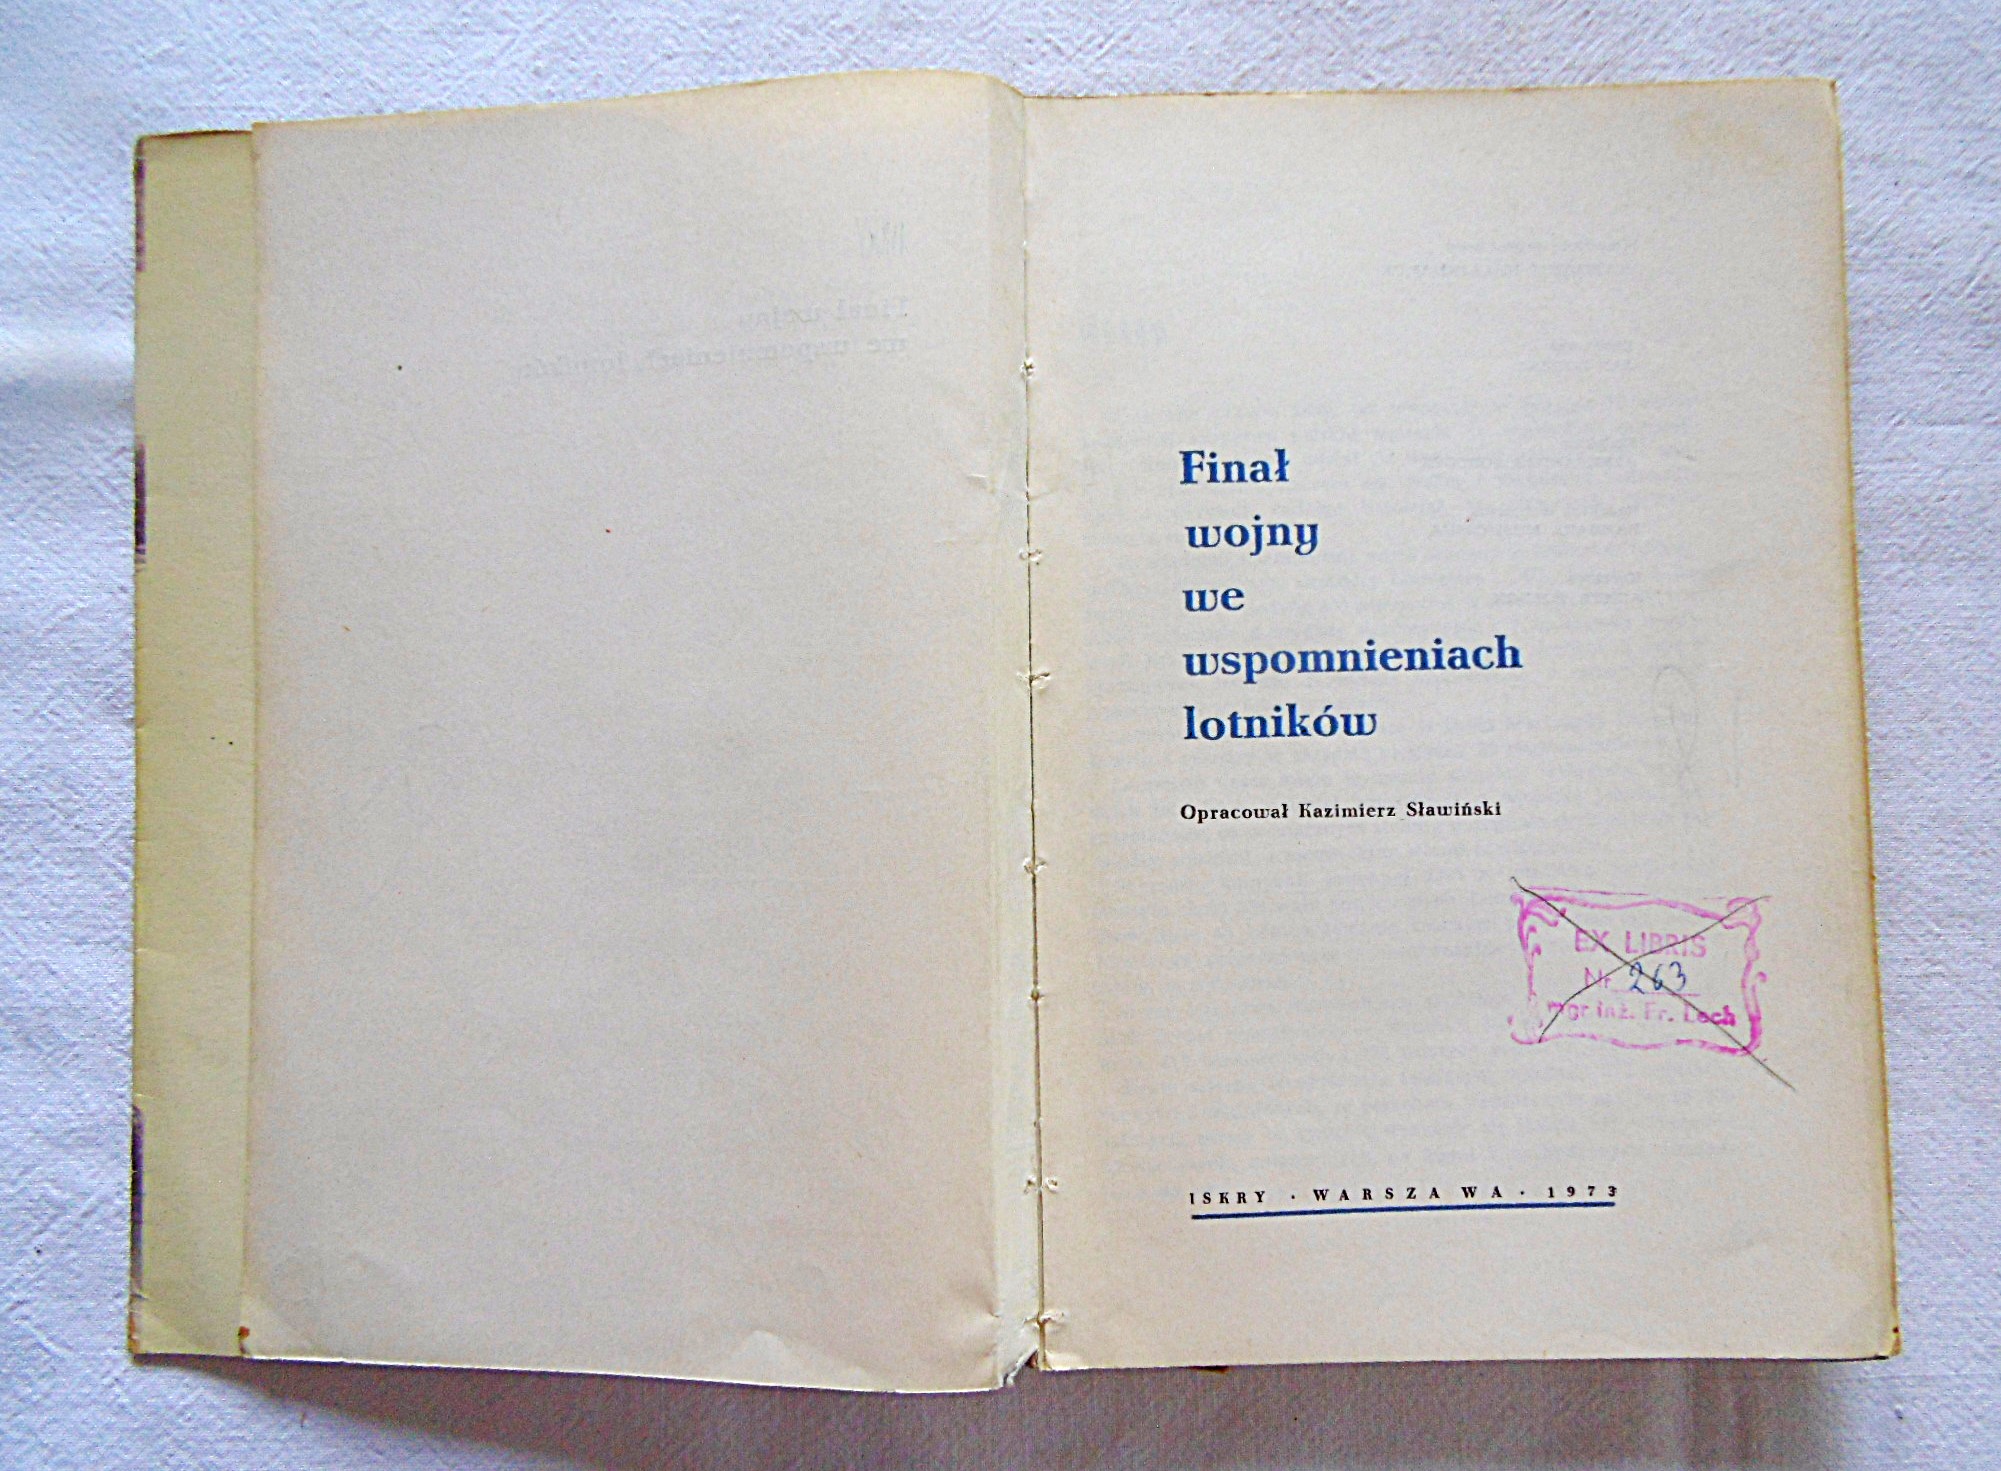 Finał
wojny
we
wspomnieniach
lotników
Opracował Kazimierz Sławiński
EX LIBRIS
Nr 263
mgr inż. Fr. Lech
ISKRY · WARSZAWA · 1973